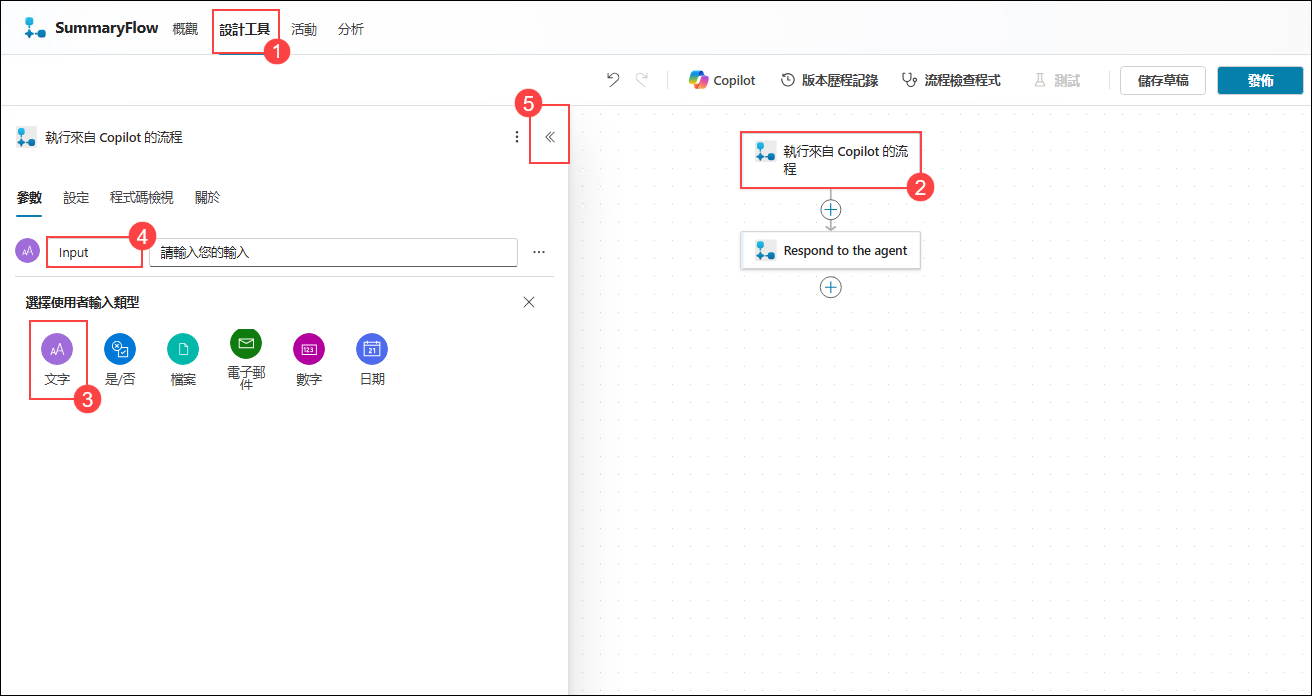 SummaryFlow 概觀 設計工具 活動 分析
1
Copilot 版本歷程記錄 流程檢查程式 測試 儲存草稿 發佈
5
執行來自 Copilot 的流程
參數 設定 程式碼檢視 關於
4
Input 請輸入您的輸入
選擇使用者輸入類型
AA 文字
是/否
檔案
電子郵
件
123 數字
21 日期
3
執行來自 Copilot 的流
程
2
Respond to the agent